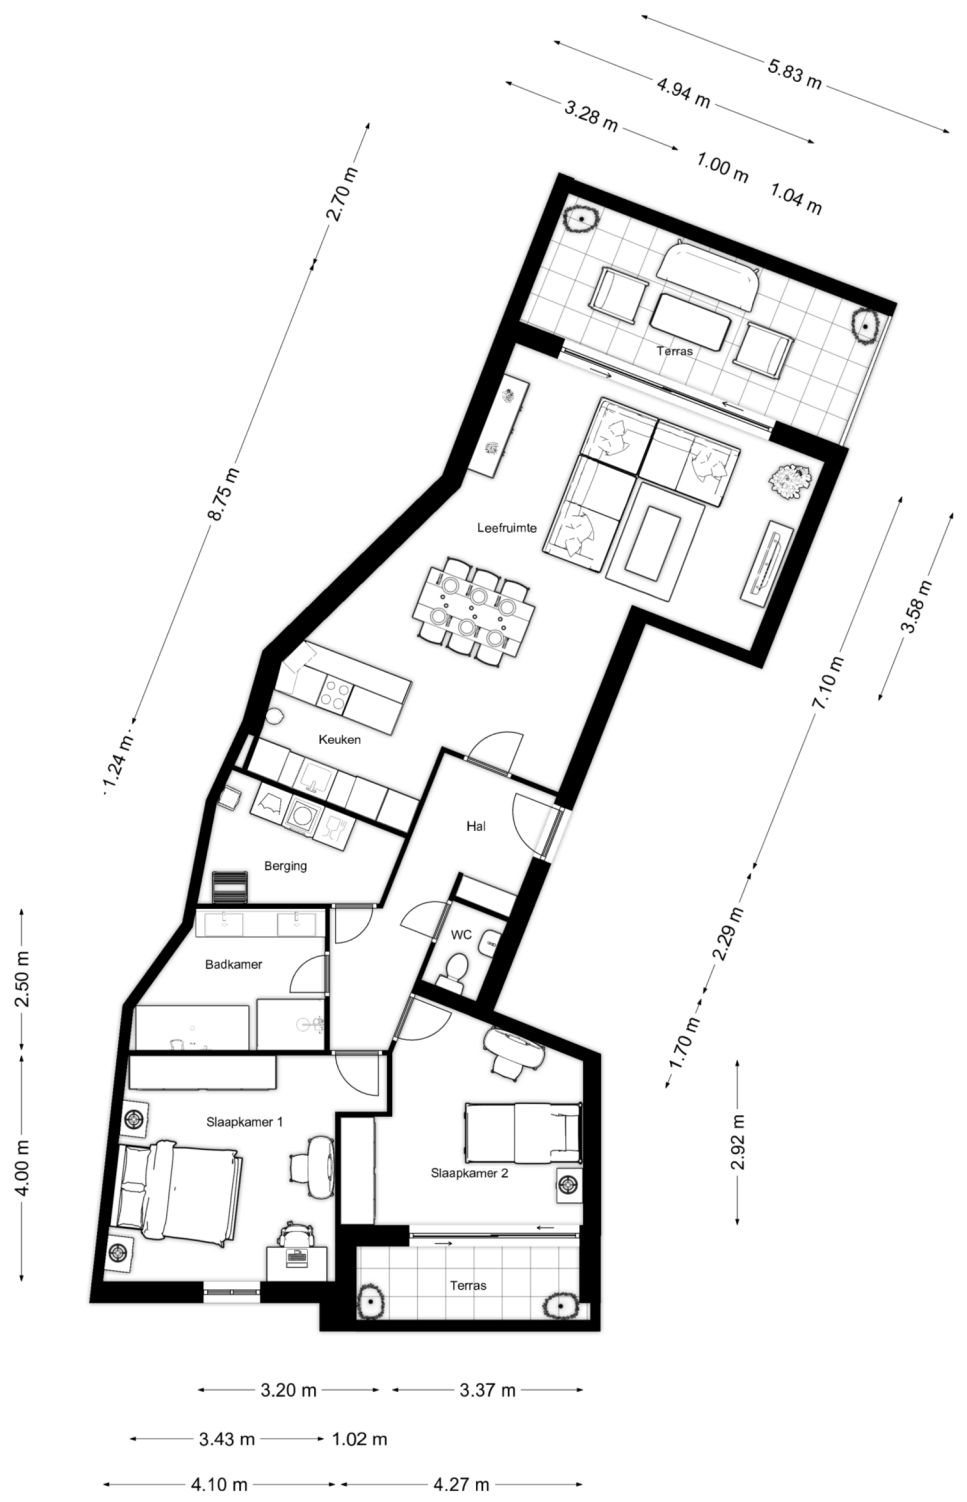 5.83 m
4.94 m
3.28 m
1.00 m
1.04 m
2.70 m
Terras
8.75 m
Leefruimte
3.58 m
7.10 m
Keuken
1.24 m
Hal
Berging
2.29 m
WC
Badkamer
2.50 m
1.70 m
Slaapkamer 1
2.92 m
4.00 m
Slaapkamer 2
Terras
3.20 m
3.37 m
3.43 m
1.02 m
4.10 m
4.27 m